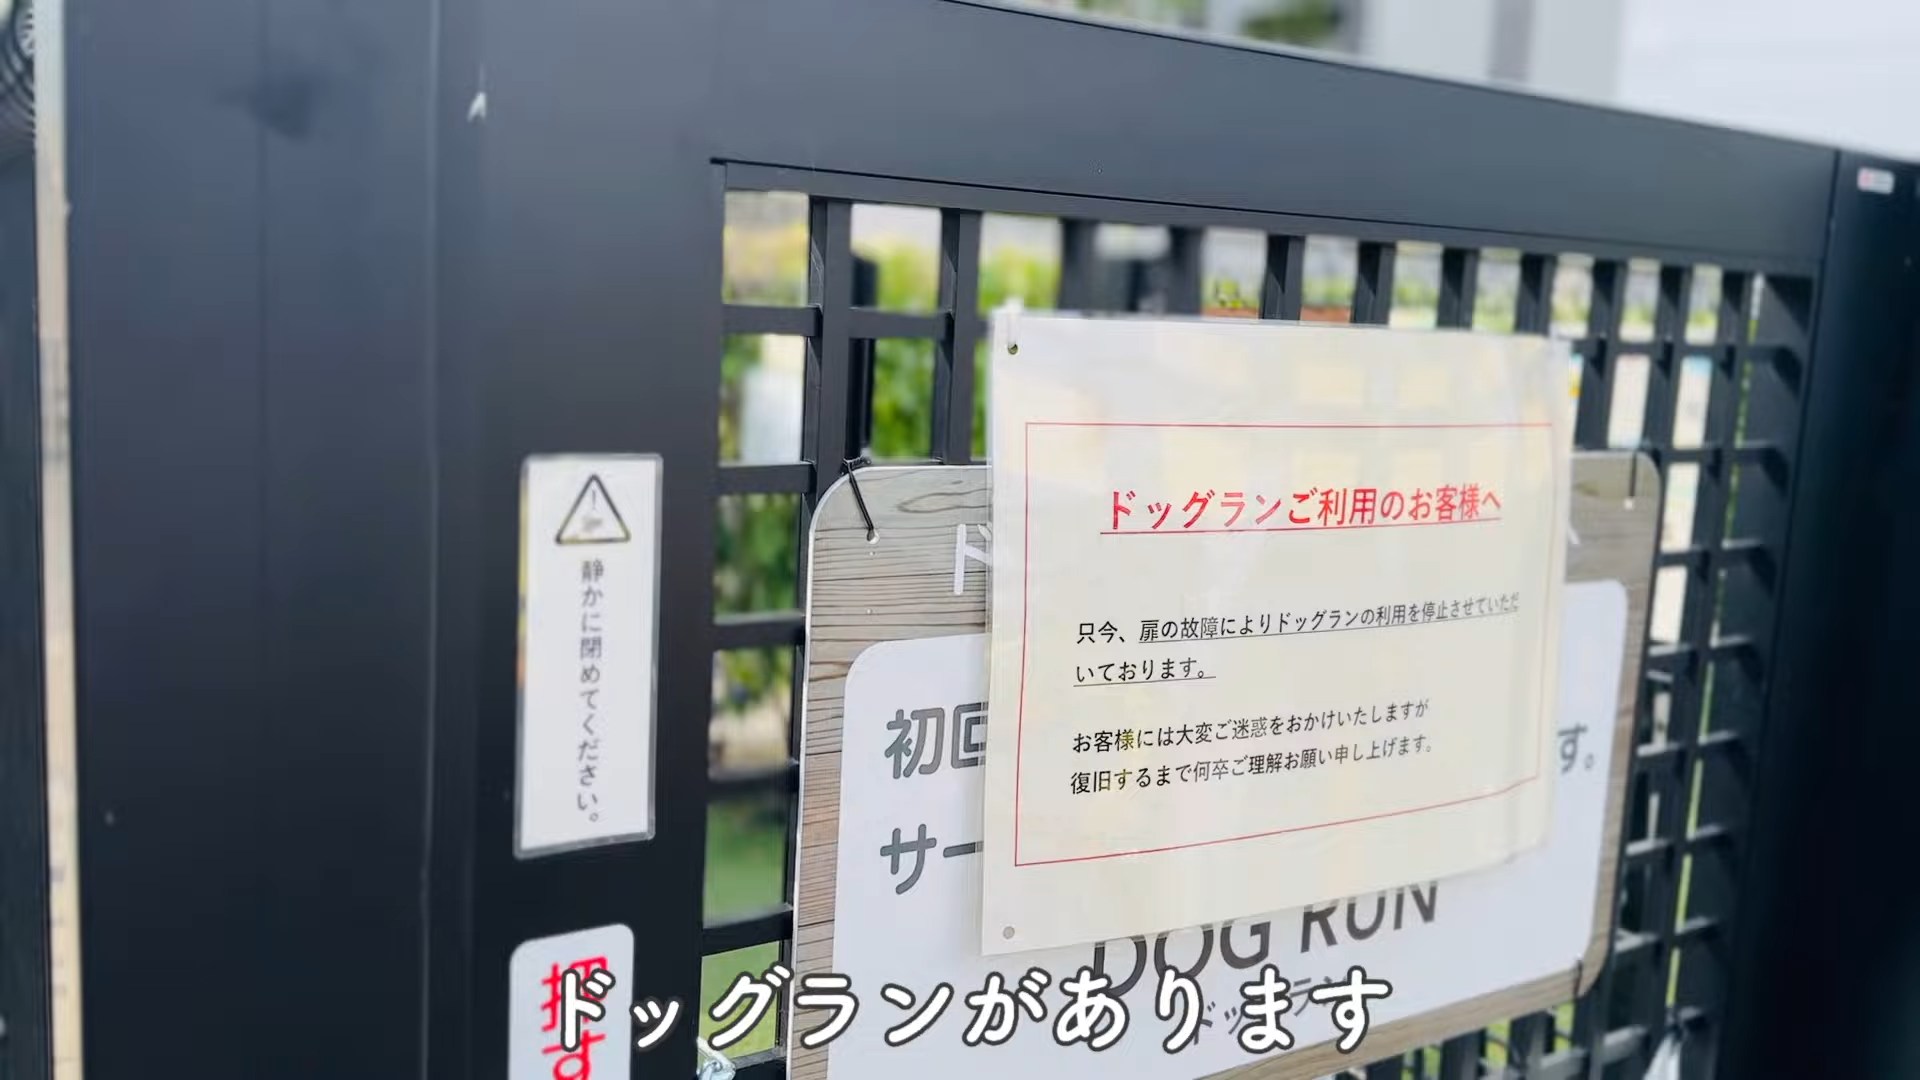 静かに閉めてください。
押す
ドッグランご利用のお客様へ
只今、扉の故障によりドッグランの利用を停止させていただ
いております。
お客様には大変ご迷惑をおかけいたしますが
復旧するまで何卒ご理解お願い申し上げます。
ド
初回
す。
サー
DOG RUN
ドッグラン
ドッグランがあります